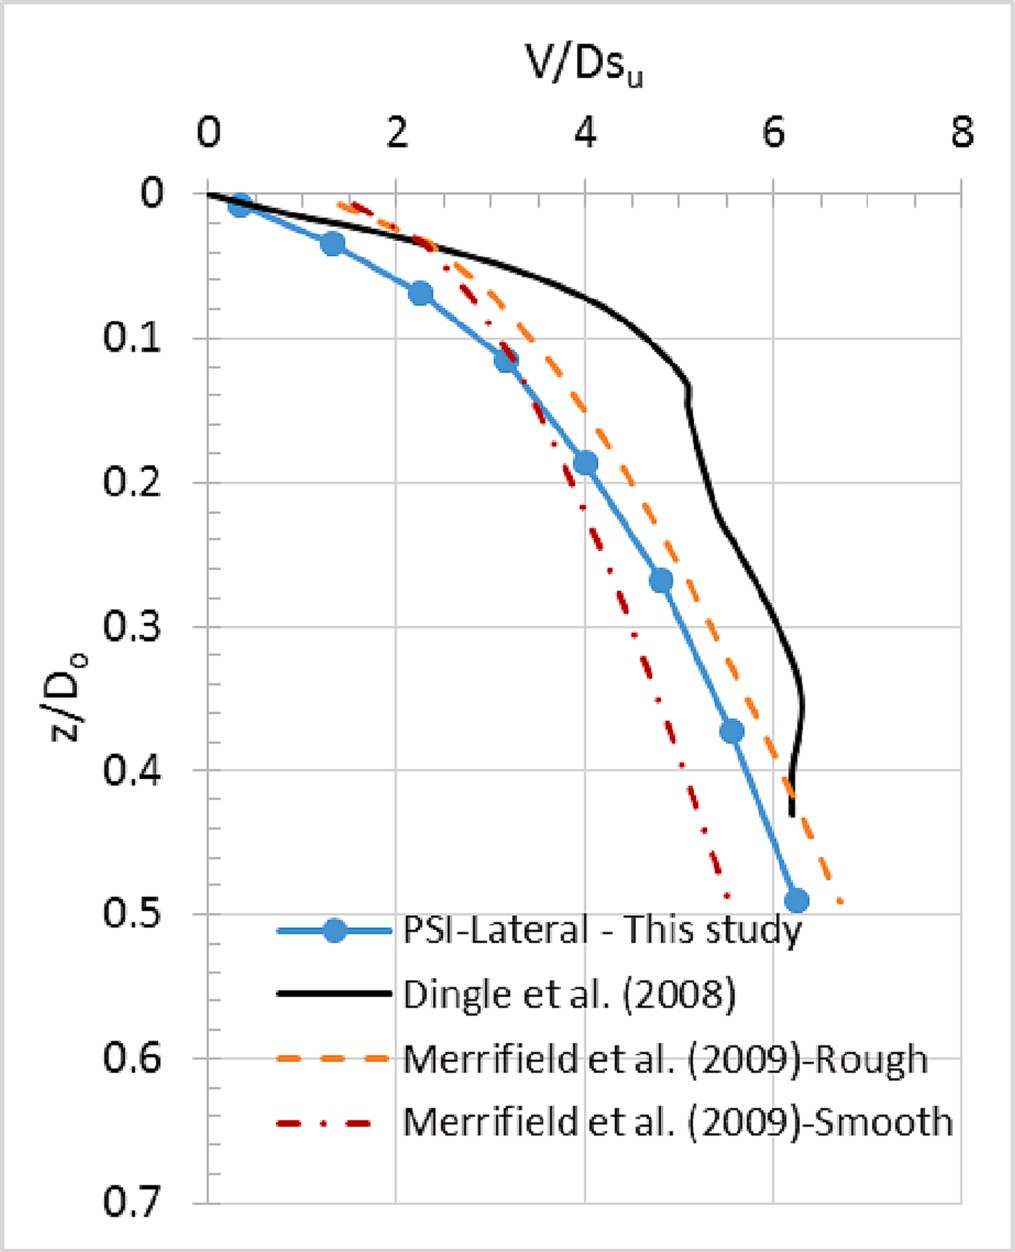 V/Dsᵤ
0 2 4 6 8
0
0.1
0.2
0.3
z/Dₒ
0.4
0.5
PSI-Lateral - This study
Dingle et al. (2008)
0.6
Merrifield et al. (2009)-Rough
Merrifield et al. (2009)-Smooth
0.7